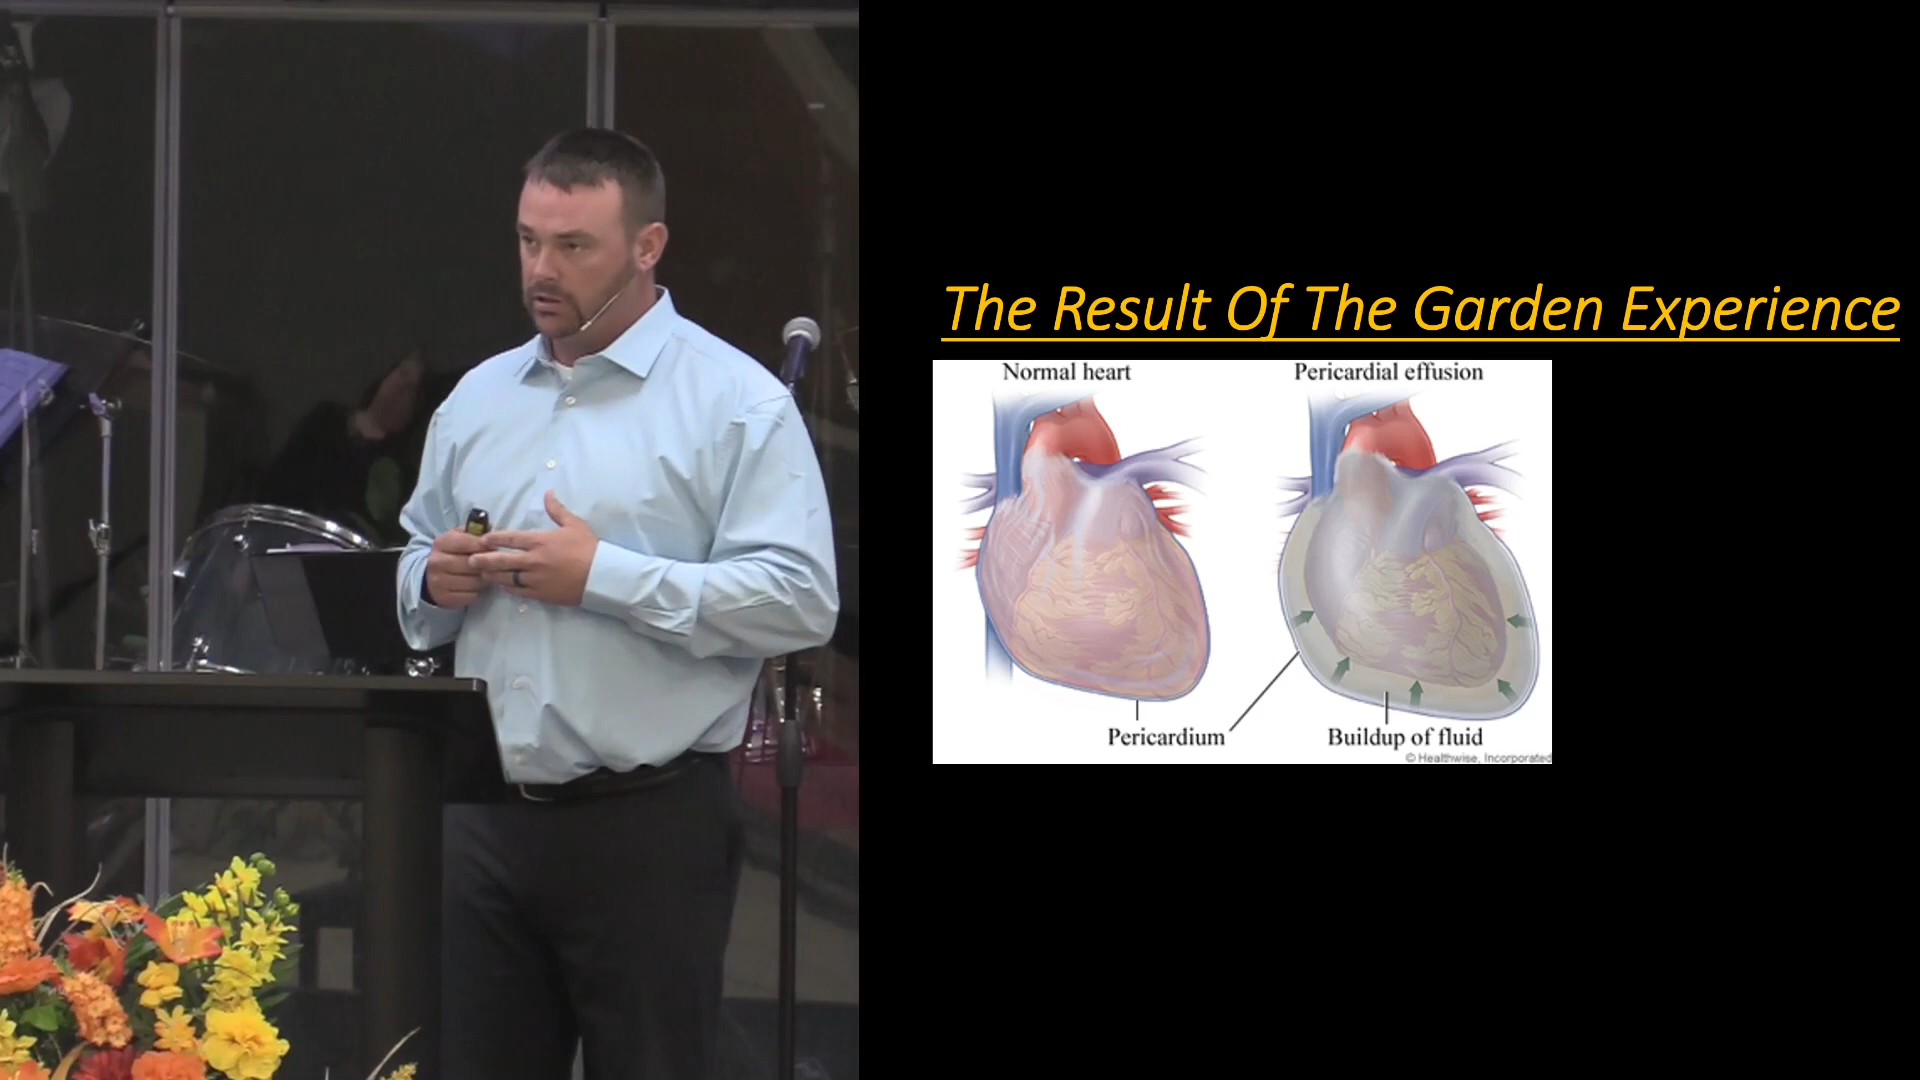 The Result Of The Garden Experience
Normal heart
Pericardial effusion
Pericardium
Buildup of fluid
© Healthwise, Incorporated